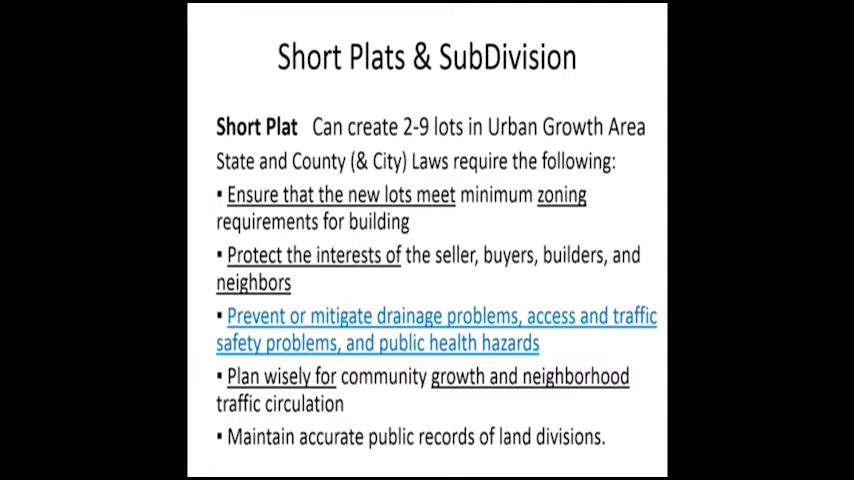 Short Plats & SubDivision
Short Plat Can create 2-9 lots in Urban Growth Area
State and County (& City) Laws require the following:
▪ Ensure that the new lots meet minimum zoning
requirements for building
▪ Protect the interests of the seller, buyers, builders, and
neighbors
▪ Prevent or mitigate drainage problems, access and traffic
safety problems, and public health hazards
▪ Plan wisely for community growth and neighborhood
traffic circulation
▪ Maintain accurate public records of land divisions.